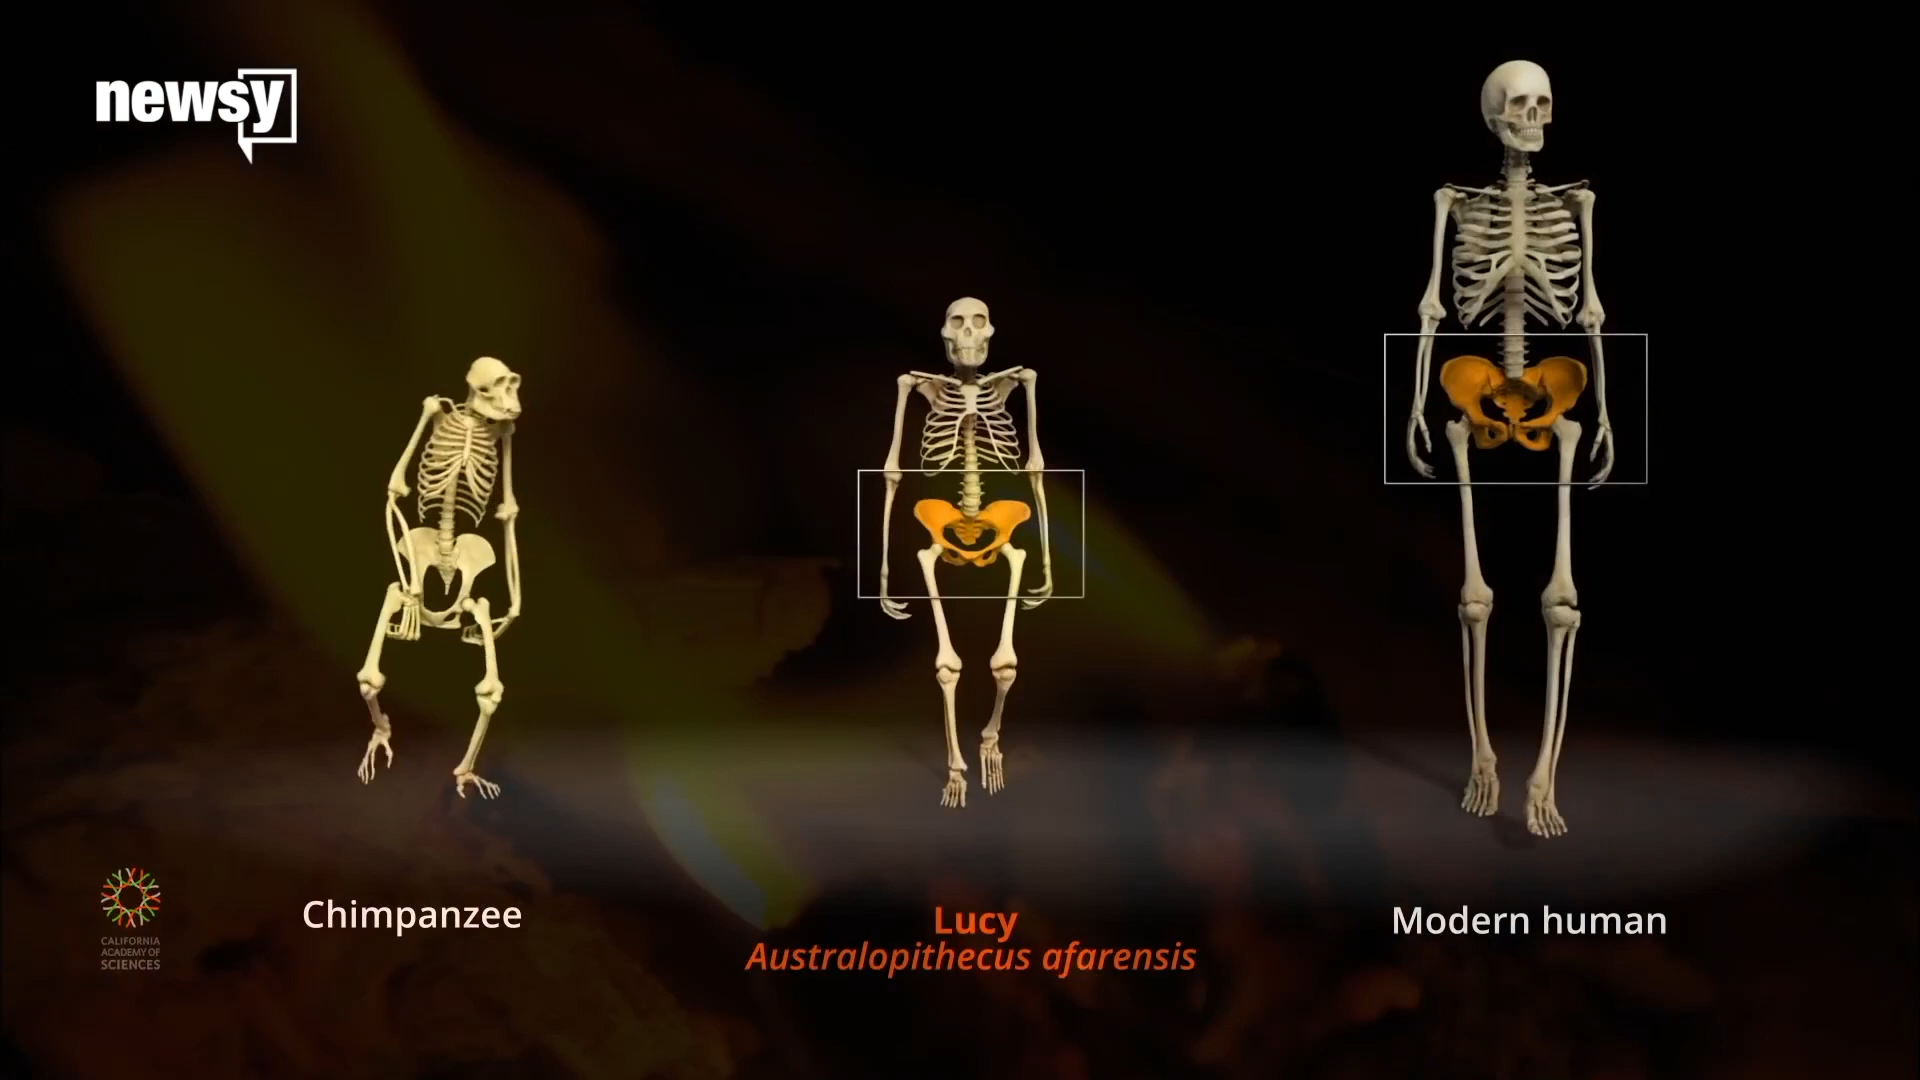 newsy
Chimpanzee
Lucy
Australopithecus afarensis
Modern human
CALIFORNIA
ACADEMY OF
SCIENCES